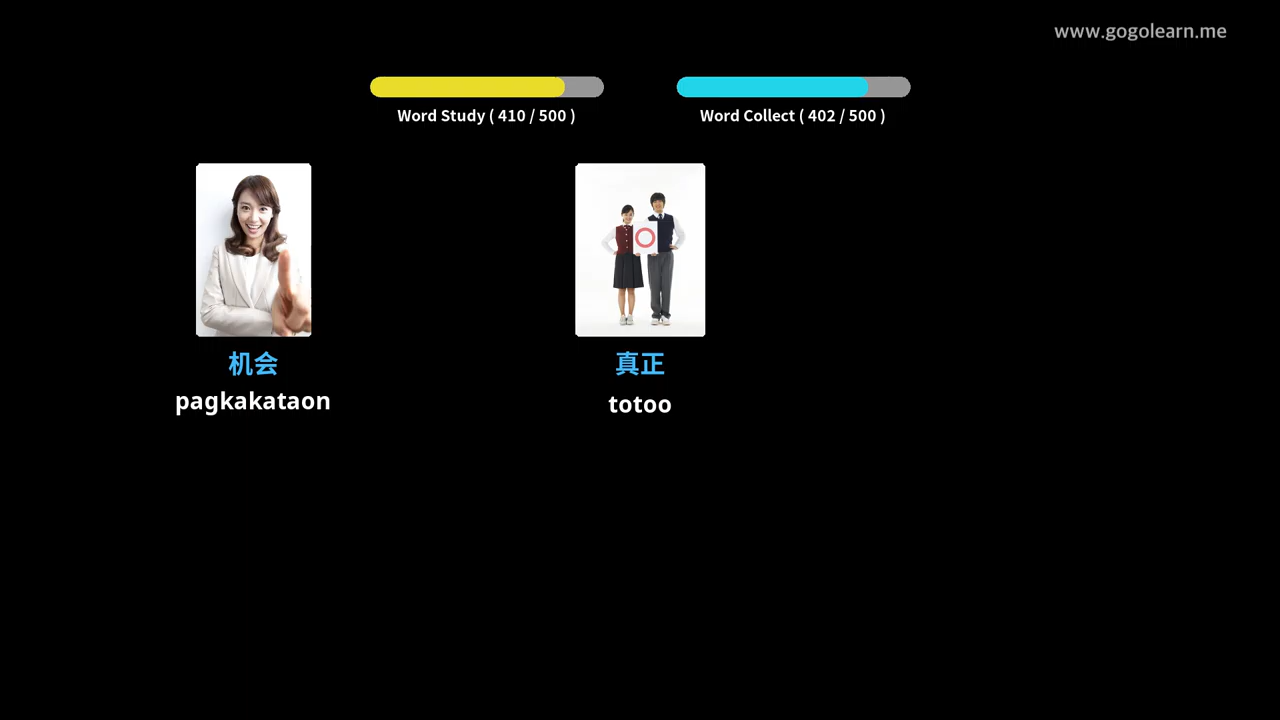 www.gogolearn.me
Word Study ( 410 / 500 )
Word Collect ( 402 / 500 )
机会
pagkakataon
真正
totoo